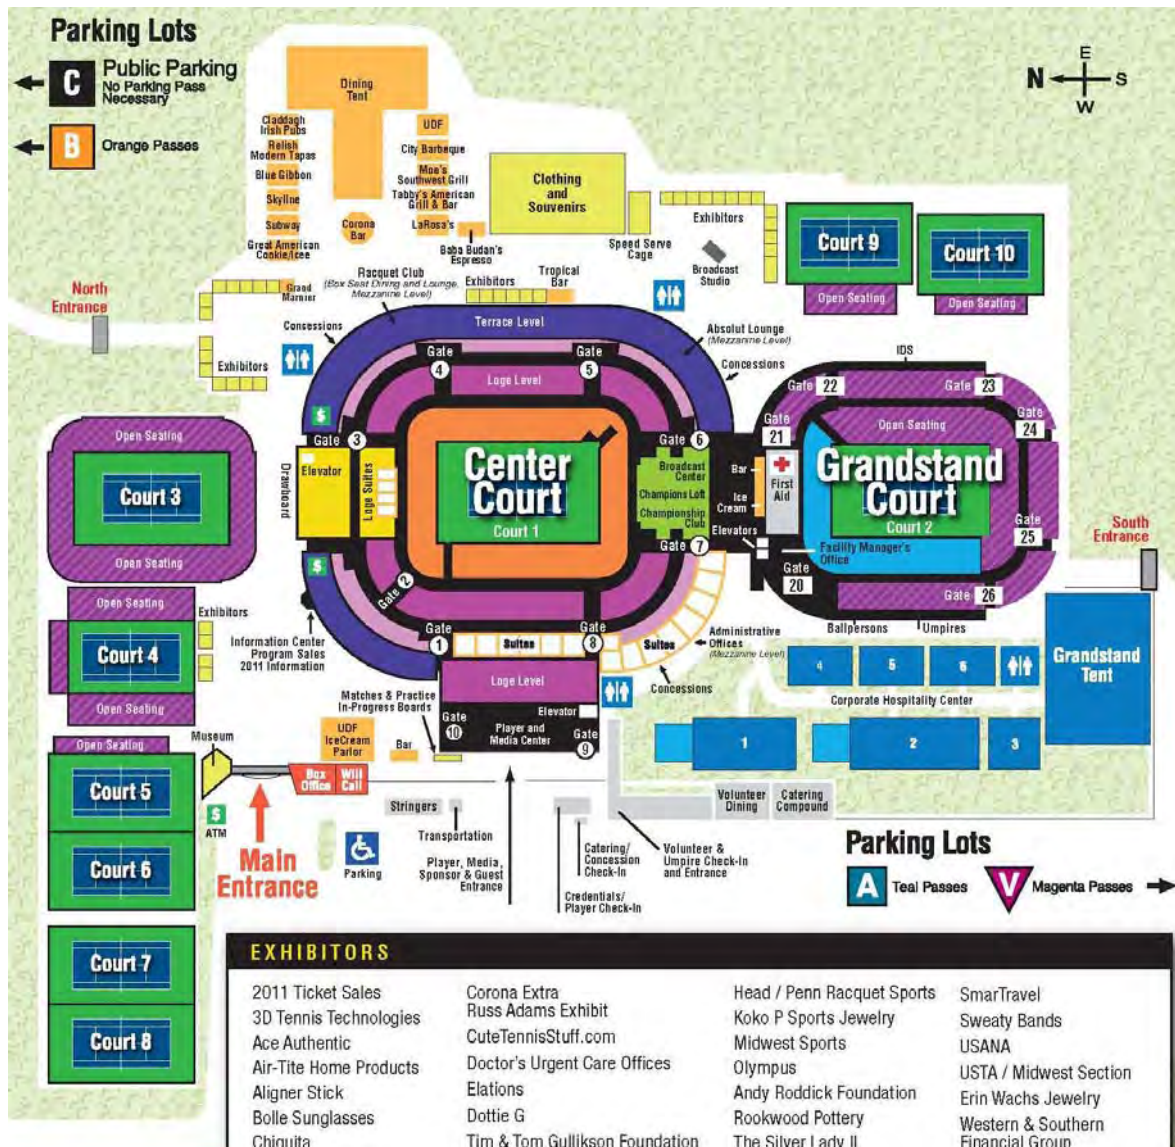 Parking Lots
C
Public Parking
No Parking Pass
Necessary
B
Orange Passes
E
N
S
W
Dining
Tent
Claddagh
Irish Pubs
Relish
Modern Tapas
Blue Gibbon
Skyline
Subway
Great American
Cookie/Icee
Corona
Bar
UDF
City Barbeque
Moe's
Southwest Grill
Tabby's American
Grill & Bar
LaRosa's
Baba Budan's
Espresso
Clothing
and
Souvenirs
Speed Serve
Cage
Exhibitors
Broadcast
Studio
Court 9
Open Seating
Court 10
Open Seating
North
Entrance
Grand
Marnier
Exhibitors
Concessions
Racquet Club
(Box Seat Dining and Lounge,
Mezzanine Level)
Exhibitors
Tropical
Bar
Terrace Level
Absolut Lounge
(Mezzanine Level)
Concessions
Gate
4
Gate
5
Loge Level
Gate 3
$
Drawboard
Elevator
Loge Suites
Center
Court
Court 1
Gate 6
Broadcast
Center
Champions Loft
Championship
Club
Gate 7
Gate
21
Bar
Ice
Cream
First
Aid
Elevators
Gate
20
Facility Manager's
Office
IDS
Gate 22
Gate 23
Gate
24
Open Seating
Grandstand
Court
Court 2
Gate
25
Gate 26
South
Entrance
Ballpersons
Umpires
Open Seating
Court 3
Open Seating
Open Seating
Court 4
Open Seating
Exhibitors
$
Information Center
Program Sales
2011 Information
Gate 2
Gate
1
Suites
Gate
8
Suites
Administrative
Offices
(Mezzanine Level)
Concessions
Loge Level
Matches & Practice
In-Progress Boards
Elevator
Gate
10
Player and
Media Center
Gate
9
4
5
6
Corporate Hospitality Center
1
2
3
Grandstand
Tent
Open Seating
Museum
Court 5
$
ATM
Box
Office
Will
Call
UDF
IceCream
Parlor
Bar
Main
Entrance
Parking
Stringers
Transportation
Player, Media,
Sponsor & Guest
Entrance
Catering/
Concession
Check-In
Credentials/
Player Check-In
Volunteer &
Umpire Check-In
and Entrance
Volunteer
Dining
Catering
Compound
Court 6
Court 7
Court 8
Parking Lots
A
Teal Passes
V
Magenta Passes
EXHIBITORS
2011 Ticket Sales
3D Tennis Technologies
Ace Authentic
Air-Tite Home Products
Aligner Stick
Bolle Sunglasses
Chiquita
Corona Extra
Russ Adams Exhibit
CuteTennisStuff.com
Doctor's Urgent Care Offices
Elations
Dottie G
Tim & Tom Gullikson Foundation
Head / Penn Racquet Sports
Koko P Sports Jewelry
Midwest Sports
Olympus
Andy Roddick Foundation
Rookwood Pottery
The Silver Lady II
SmarTravel
Sweaty Bands
USANA
USTA / Midwest Section
Erin Wachs Jewelry
Western & Southern
Financial Group